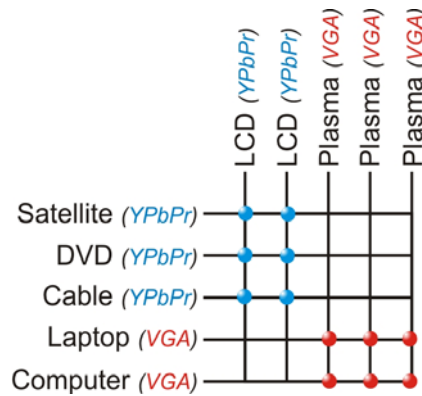 LCD (YPbPr)
LCD (YPbPr)
Plasma (VGA)
Plasma (VGA)
Plasma (VGA)
Satellite (YPbPr)
DVD (YPbPr)
Cable (YPbPr)
Laptop (VGA)
Computer (VGA)